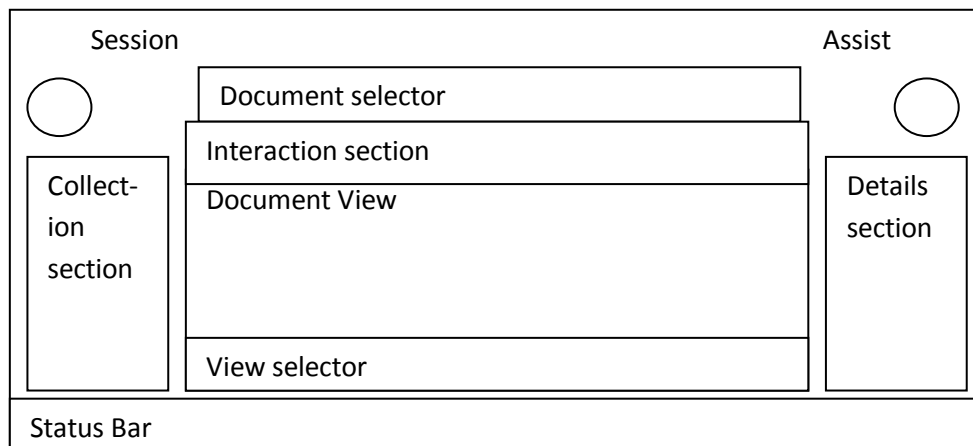 Session
Assist
Document selector
Interaction section
Collect-
ion
section
Document View
Details
section
View selector
Status Bar